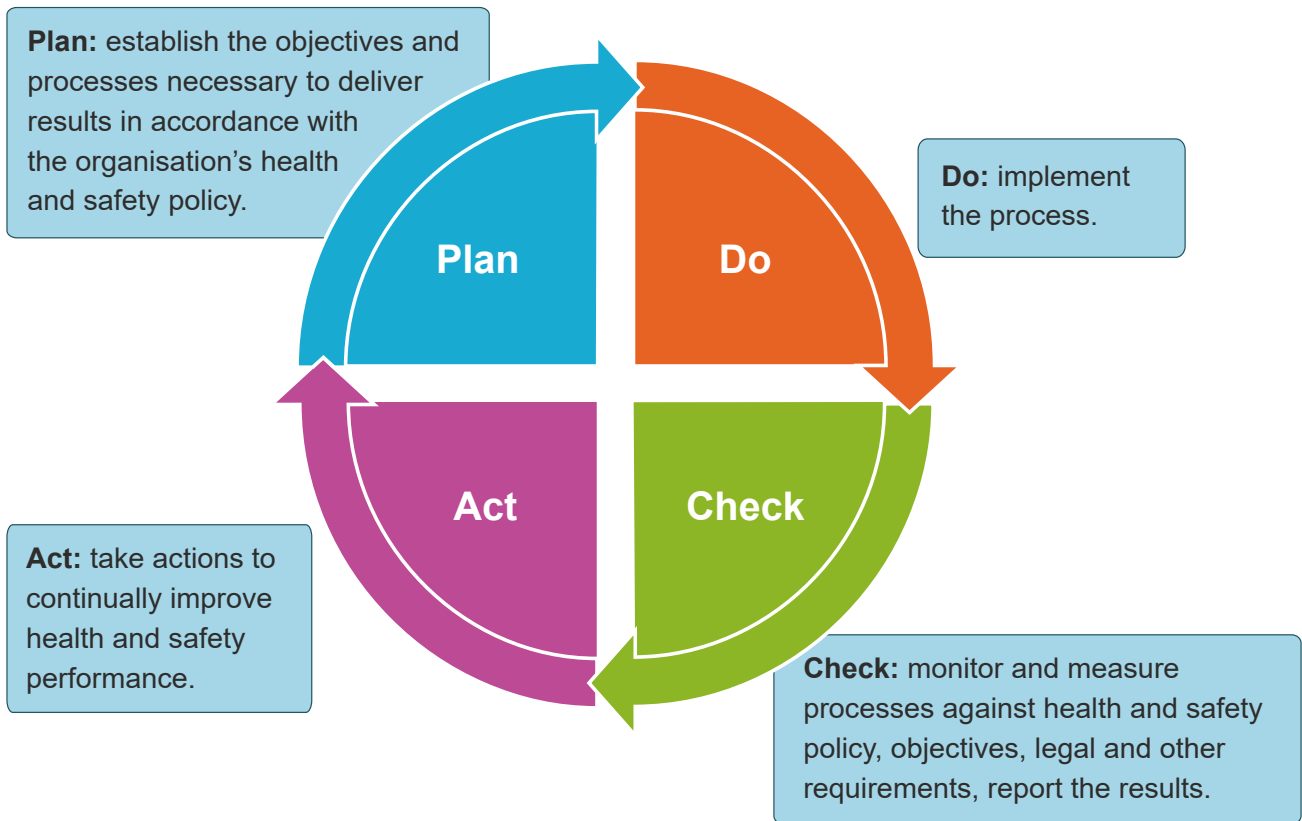 Plan: establish the objectives and
processes necessary to deliver
results in accordance with
the organisation’s health
and safety policy.
Do: implement
the process.
Plan
Do
Act
Check
Act: take actions to
continually improve
health and safety
performance.
Check: monitor and measure
processes against health and safety
policy, objectives, legal and other
requirements, report the results.